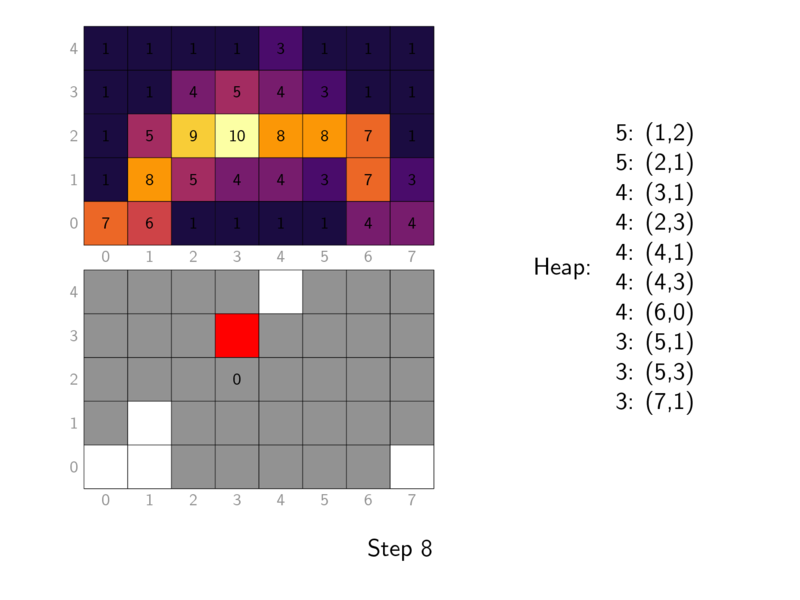 4 1 1 1 1 3 1 1 1
3 1 1 4 5 4 3 1 1
2 1 5 9 10 8 8 7 1
1 1 8 5 4 4 3 7 3
0 7 6 1 1 1 1 4 4
0 1 2 3 4 5 6 7
4
3
2 0
1
0
0 1 2 3 4 5 6 7
Heap:
5: (1,2)
5: (2,1)
4: (3,1)
4: (2,3)
4: (4,1)
4: (4,3)
4: (6,0)
3: (5,1)
3: (5,3)
3: (7,1)
Step 8